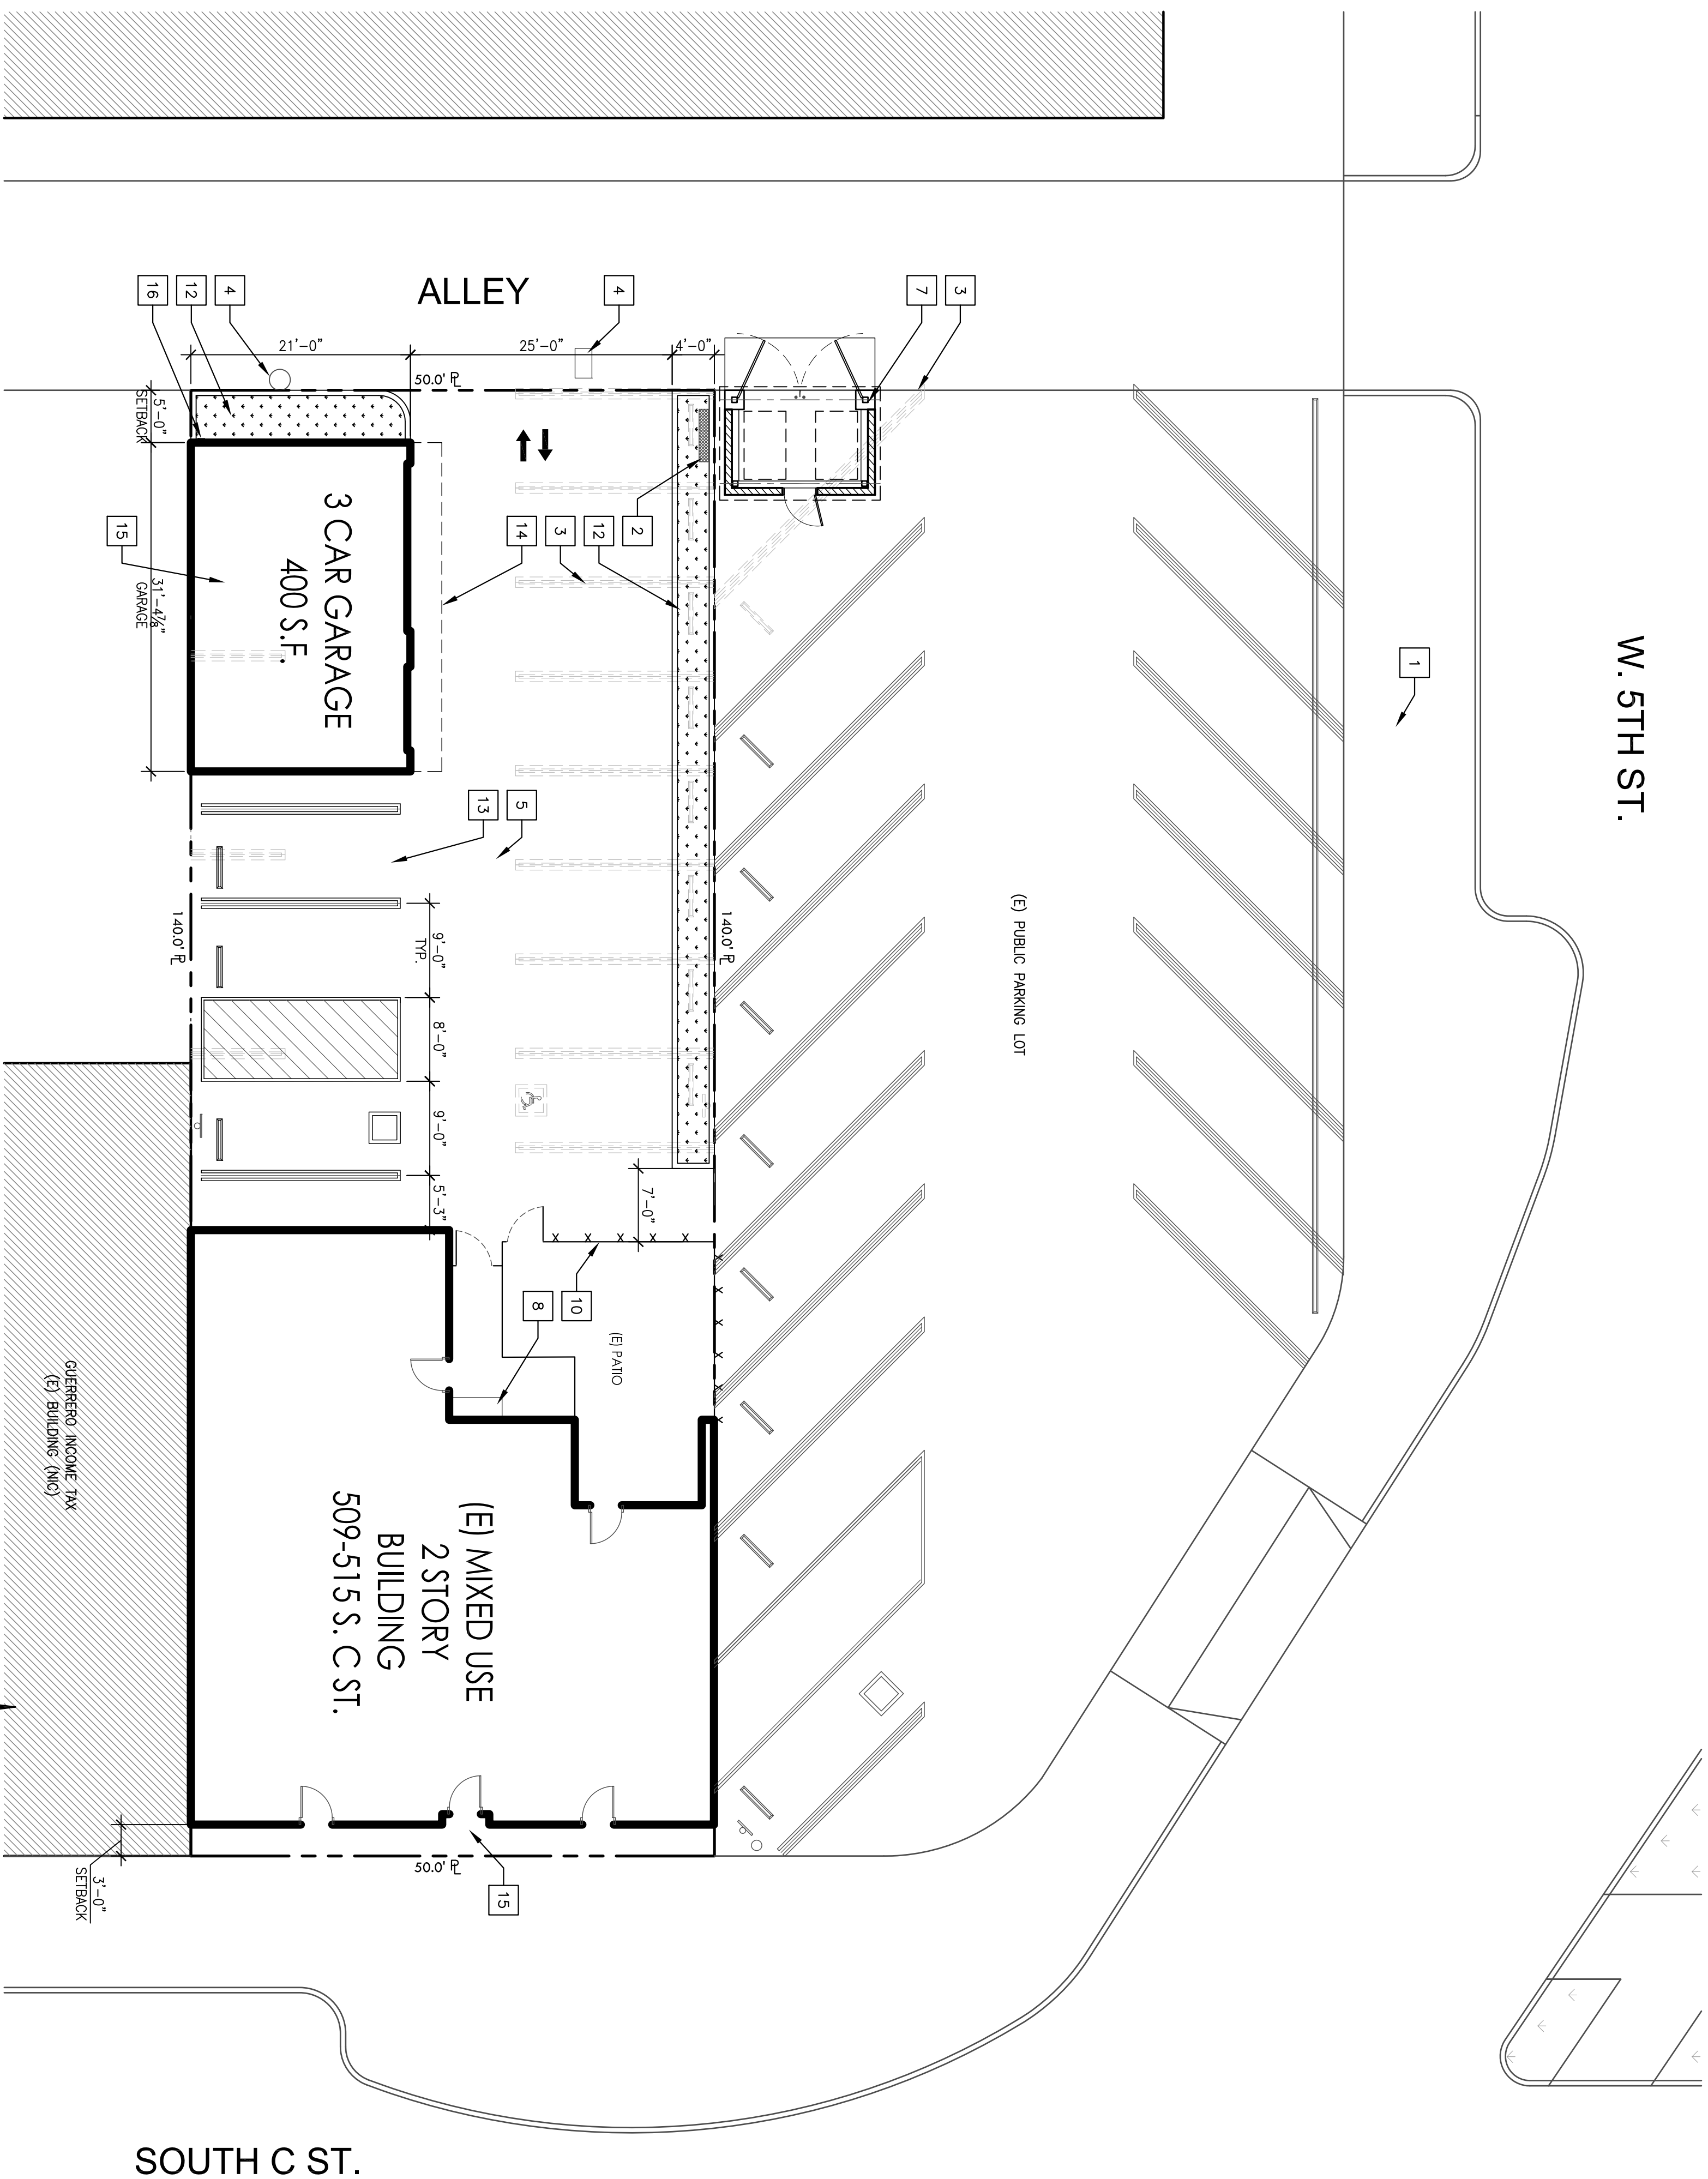 W. 5TH ST.
ALLEY
SOUTH C ST.
16
12
4
4
7
3
21'-0"
25'-0"
4'-0"
50.0' PL
5'-0"
SETBACK
31'-4⅞"
GARAGE
3 CAR GARAGE
400 S.F.
15
14
3
12
2
1
13
5
140.0' PL
140.0' PL
9'-0"
TYP.
8'-0"
9'-0"
5'-3"
7'-0"
(E) PUBLIC PARKING LOT
8
10
(E) PATIO
GUERRERO INCOME TAX
(E) BUILDING (NIC)
(E) MIXED USE
2 STORY
BUILDING
509-515 S. C ST.
50.0' PL
15
3'-0"
SETBACK